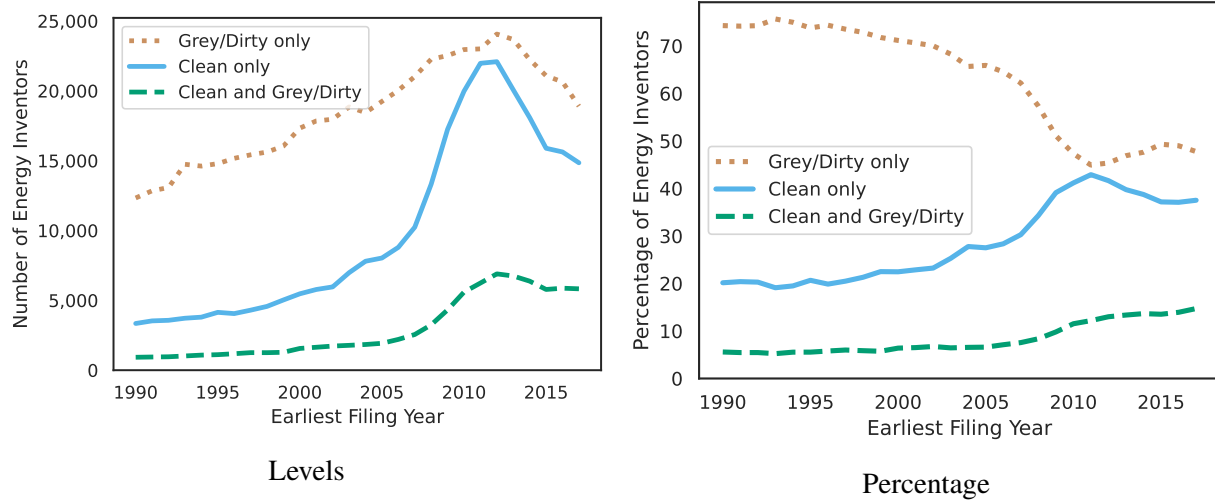 25,000
20,000
15,000
10,000
5,000
0
Number of Energy Inventors
Grey/Dirty only
Clean only
Clean and Grey/Dirty
1990 1995 2000 2005 2010 2015
Earliest Filing Year
Levels
70
60
50
40
30
20
10
0
Percentage of Energy Inventors
Grey/Dirty only
Clean only
Clean and Grey/Dirty
1990 1995 2000 2005 2010 2015
Earliest Filing Year
Percentage